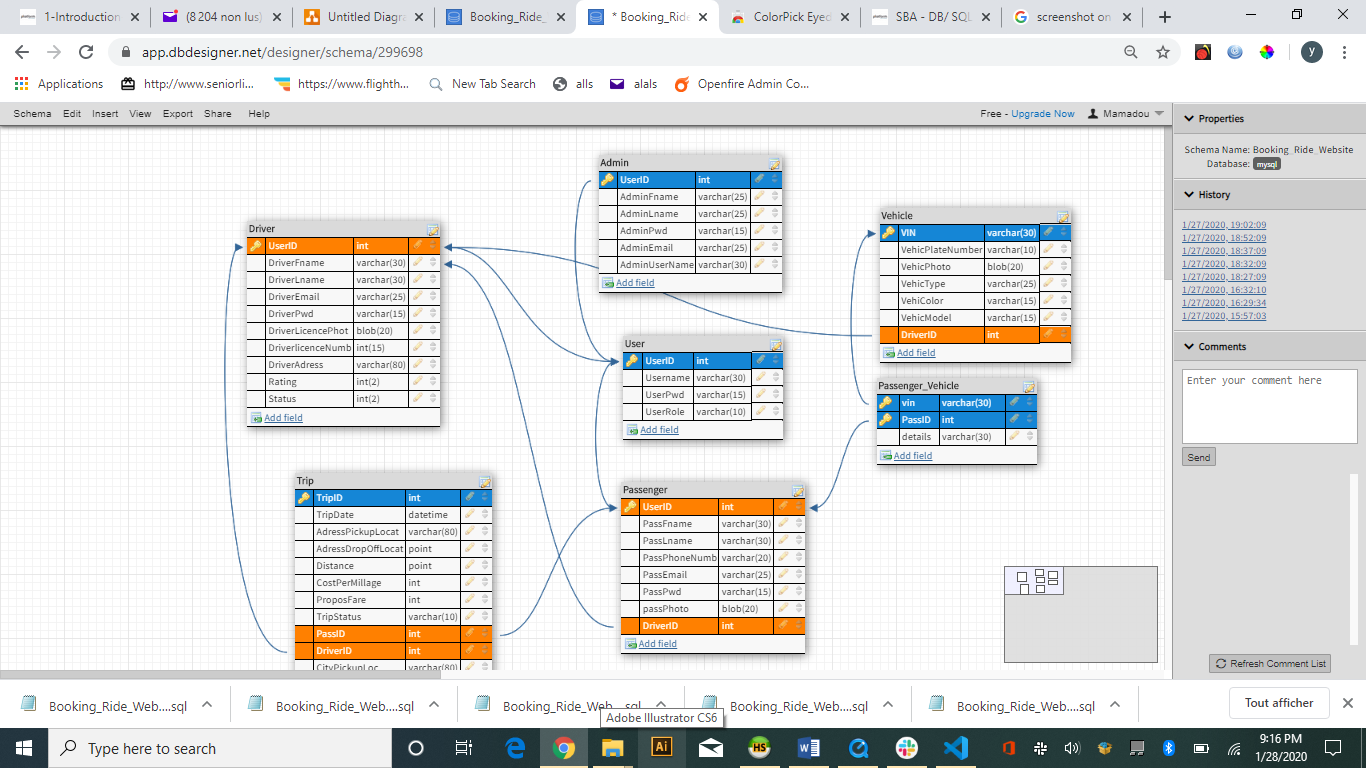 1-Introduction
(8 204 non lus)
Untitled Diagra
Booking_Ride_
* Booking_Ride
ColorPick Eyed
SBA - DB/ SQL
screenshot on
app.dbdesigner.net/designer/schema/299698
y
Applications
http://www.seniorli...
https://www.flighth...
New Tab Search
alls
alals
Openfire Admin Co...
Schema Edit Insert View Export Share Help
Free - Upgrade Now
Mamadou
Admin
UserID int
AdminFname varchar(25)
AdminLname varchar(25)
AdminPwd varchar(15)
AdminEmail varchar(25)
AdminUserName varchar(30)
Add field
Driver
UserID int
DriverFname varchar(30)
DriverLname varchar(30)
DriverEmail varchar(25)
DriverPwd varchar(15)
DriverLicencePhot blob(20)
DriverlicenceNumb int(15)
DriverAdress varchar(80)
Rating int(2)
Status int(2)
Add field
Vehicle
VIN varchar(30)
VehicPlateNumber varchar(10)
VehicPhoto blob(20)
VehicType varchar(25)
VehiColor varchar(15)
VehicModel varchar(15)
DriverID int
Add field
User
UserID int
Username varchar(30)
UserPwd varchar(15)
UserRole varchar(10)
Add field
Passenger_Vehicle
vin varchar(30)
PassID int
details varchar(30)
Add field
Trip
TripID int
TripDate datetime
AdressPickupLocat varchar(80)
AdressDropOffLocat point
Distance point
CostPerMillage int
ProposFare int
TripStatus varchar(10)
PassID int
DriverID int
CityPickupLoc varchar(80)
Passenger
UserID int
PassFname varchar(30)
PassLname varchar(30)
PassPhoneNumb varchar(20)
PassEmail varchar(25)
PassPwd varchar(15)
passPhoto blob(20)
DriverID int
Add field
Properties
Schema Name: Booking_Ride_Website
Database: mysql
History
1/27/2020, 19:02:09
1/27/2020, 18:52:09
1/27/2020, 18:37:09
1/27/2020, 18:32:09
1/27/2020, 18:27:09
1/27/2020, 16:32:10
1/27/2020, 16:29:34
1/27/2020, 15:57:03
Comments
Enter your comment here
Send
Refresh Comment List
Booking_Ride_Web....sql
Booking_Ride_Web....sql
Booking_Ride_Web....sql
Booking_Ride_Web....sql
Booking_Ride_Web....sql
Tout afficher
Adobe Illustrator CS6
Type here to search
Ai
HS
9:16 PM
1/28/2020